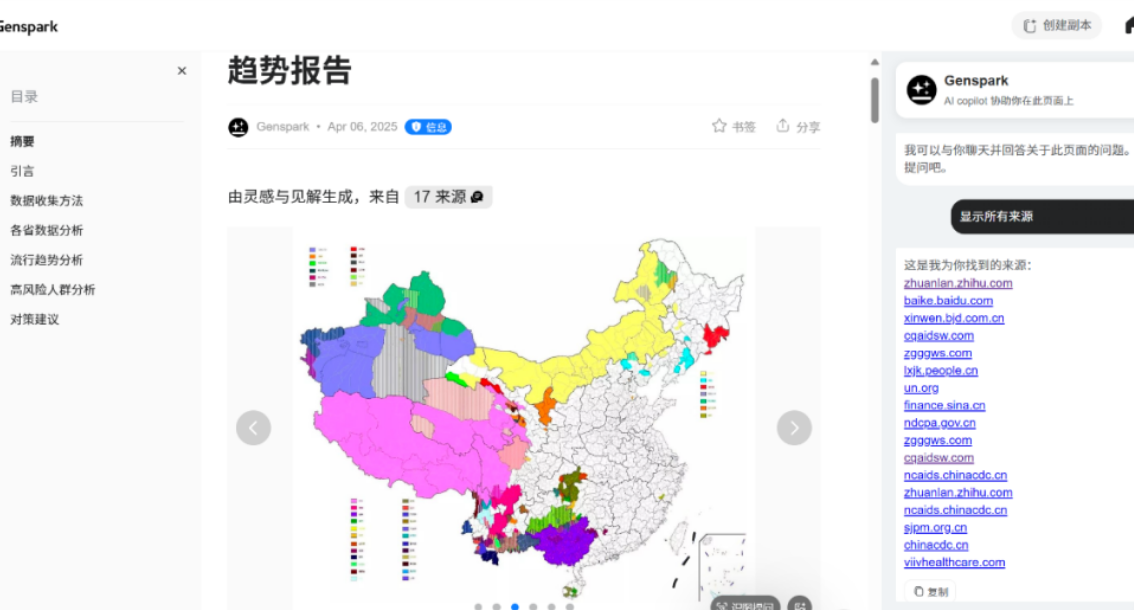 Genspark
创建副本
目录
摘要
引言
数据收集方法
各省数据分析
流行趋势分析
高风险人群分析
对策建议
趋势报告
Genspark • Apr 06, 2025 信息
书签 分享
由灵感与见解生成，来自 17 来源
Genspark
AI copilot 协助你在此页面上
我可以与你聊天并回答关于此页面的问题。
提问吧。
显示所有来源
这是我为你找到的来源：
zhuanlan.zhihu.com
baike.baidu.com
xinwen.bjd.com.cn
cqaidsw.com
zgggws.com
lxjk.people.cn
un.org
finance.sina.cn
ndcpa.gov.cn
zgggws.com
cqaidsw.com
ncaids.chinacdc.cn
zhuanlan.zhihu.com
ncaids.chinacdc.cn
sjpm.org.cn
chinacdc.cn
viivhealthcare.com
复制